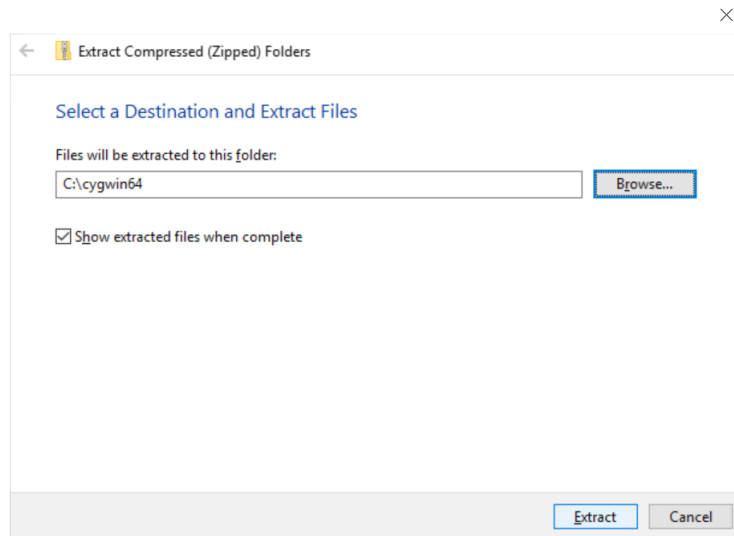 Extract Compressed (Zipped) Folders
Select a Destination and Extract Files
Files will be extracted to this folder:
C:\cygwin64
Browse...
Show extracted files when complete
Extract
Cancel